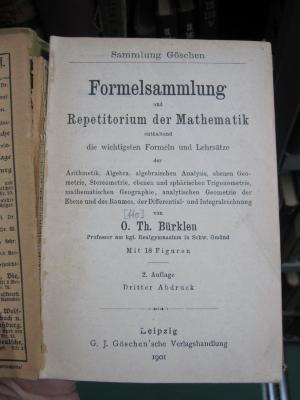 Sammlung Göschen
Formelsammlung
und
Repetitorium der Mathematik
enthaltend
die wichtigsten Formeln und Lehrsätze
der
Arithmetik, Algebra, algebraischen Analysis, ebenen Geo-
metrie, Stereometrie, ebenen und sphärischen Trigonometrie,
mathematischen Geographie, analytischen Geometrie der
Ebene und des Raumes, der Differential- und Integralrechnung
von
O. Th. Bürklen
Professor am kgl. Realgymnasium in Schw. Gmünd
Mit 18 Figuren
2. Auflage
Dritter Abdruck
Leipzig
G. J. Göschen'sche Verlagshandlung
1901